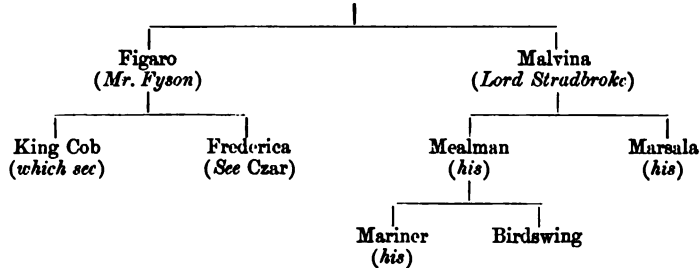 Figaro Malvina
(Mr. Fyson) (Lord Stradbroke)
King Cob Frederica Mealman Marsala
(which see) (See Czar) (his) (his)
Mariner Birdswing
(his)